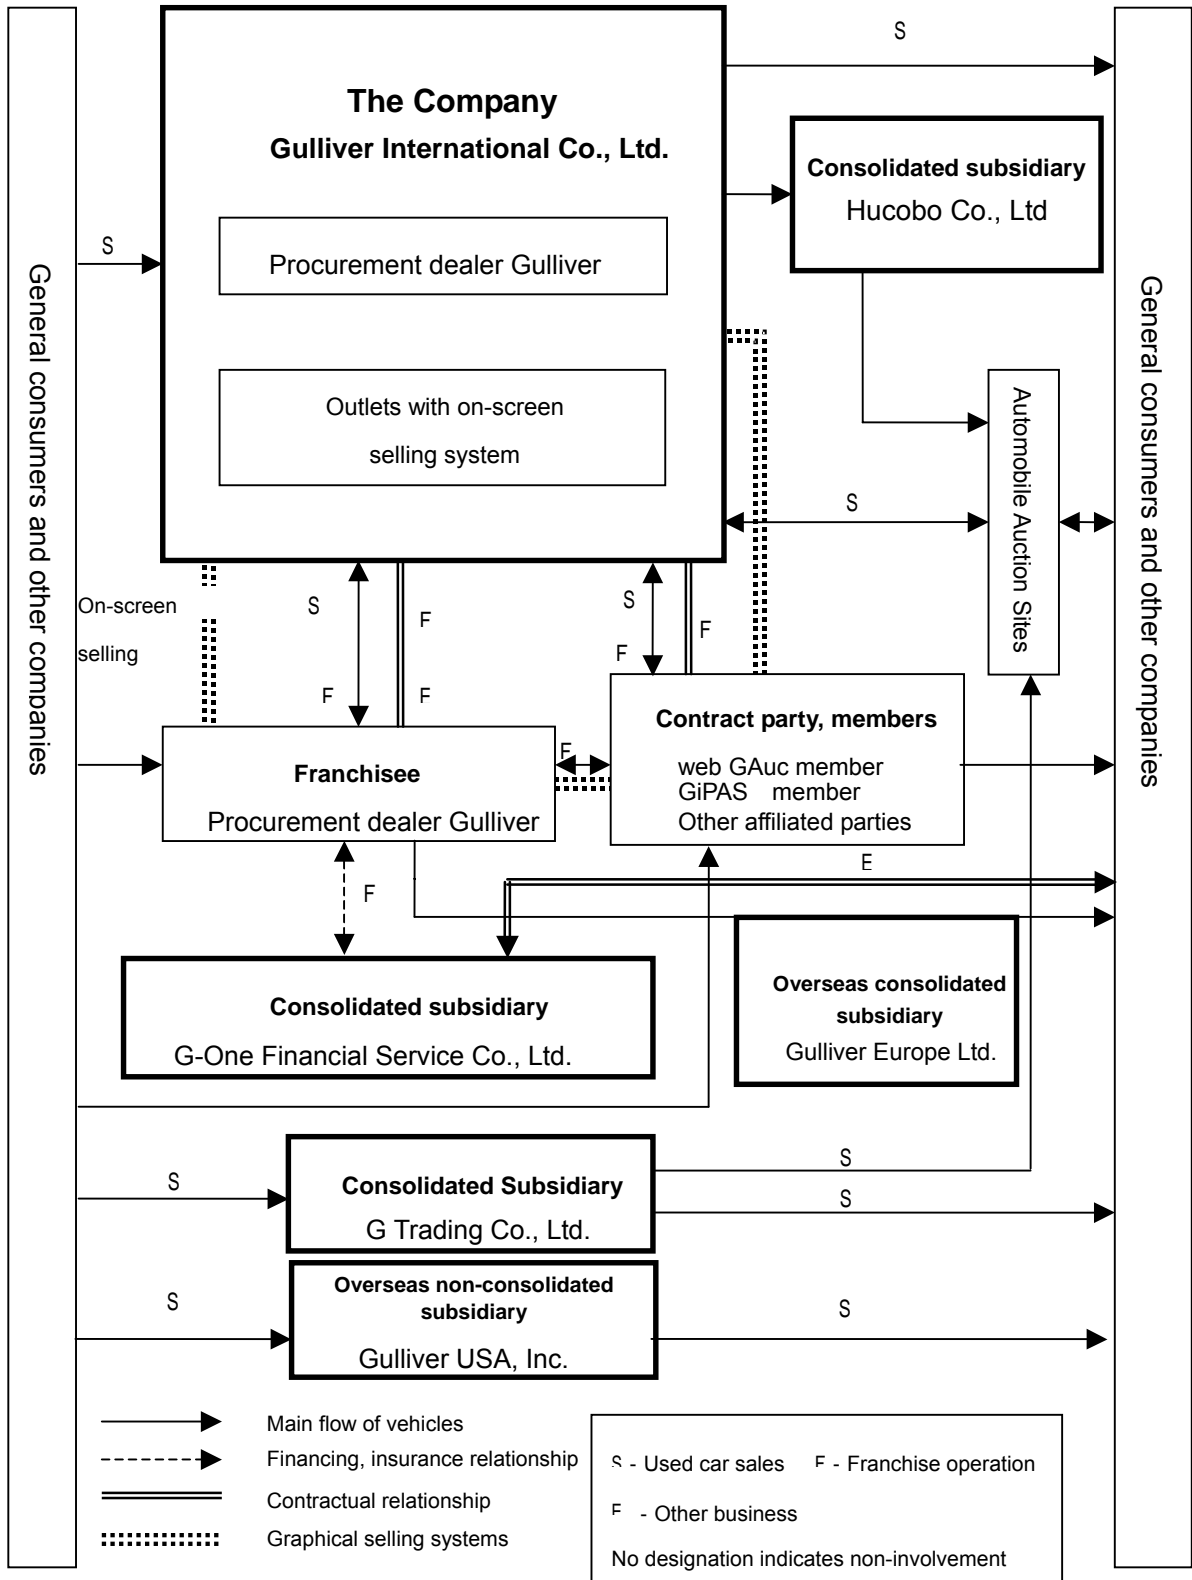 General consumers and other companies
The Company
Gulliver International Co., Ltd.
Procurement dealer Gulliver
Outlets with on-screen
selling system
S
S
Consolidated subsidiary
Hucobo Co., Ltd
Automobile Auction Sites
General consumers and other companies
S
On-screen
selling
S
F
F
F
S
F
F
Franchisee
Procurement dealer Gulliver
F
Contract party, members
web GAuc member
GiPAS member
Other affiliated parties
F
E
Consolidated subsidiary
G-One Financial Service Co., Ltd.
Overseas consolidated
subsidiary
Gulliver Europe Ltd.
S
Consolidated Subsidiary
G Trading Co., Ltd.
S
S
S
Overseas non-consolidated
subsidiary
Gulliver USA, Inc.
S
Main flow of vehicles
Financing, insurance relationship
Contractual relationship
Graphical selling systems
S - Used car sales F - Franchise operation
- Other business
No designation indicates non-involvement